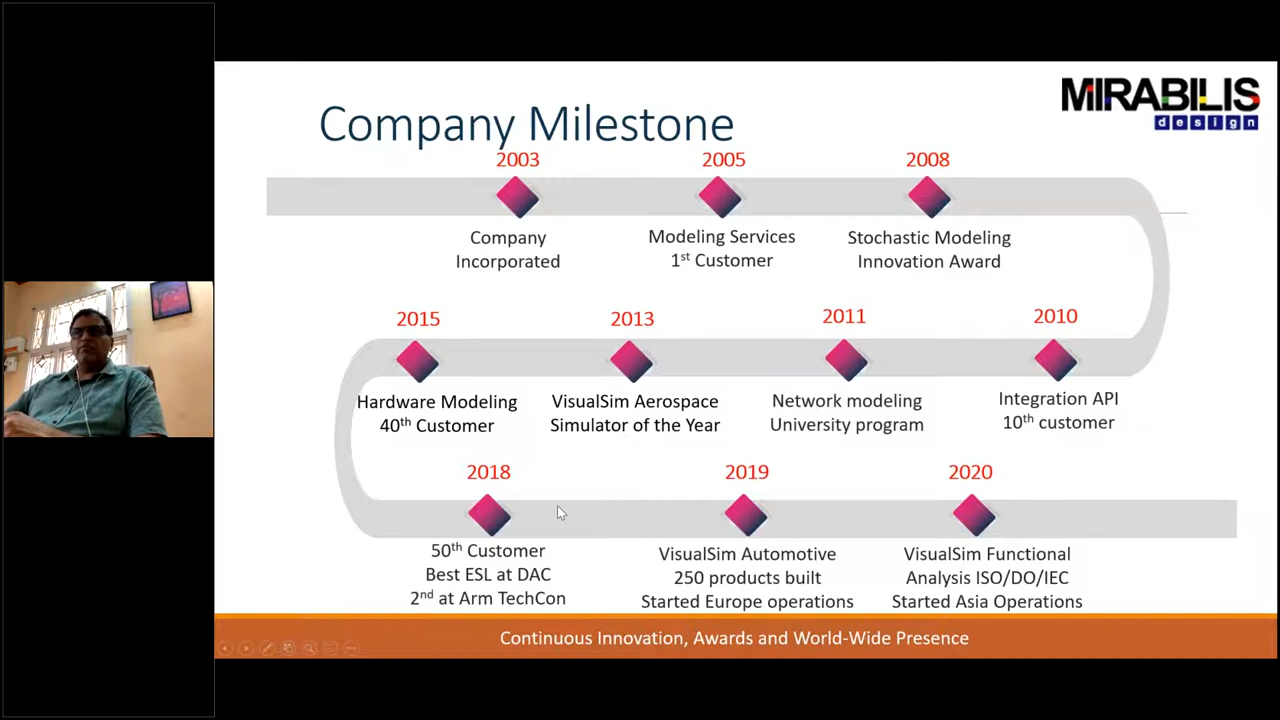 MIRABILIS
design
Company Milestone
2003
2005
2008
Company
Incorporated
Modeling Services
1st Customer
Stochastic Modeling
Innovation Award
2015
2013
2011
2010
Hardware Modeling
40th Customer
VisualSim Aerospace
Simulator of the Year
Network modeling
University program
Integration API
10th customer
2018
2019
2020
50th Customer
Best ESL at DAC
2nd at Arm TechCon
VisualSim Automotive
250 products built
Started Europe operations
VisualSim Functional
Analysis ISO/DO/IEC
Started Asia Operations
Continuous Innovation, Awards and World-Wide Presence